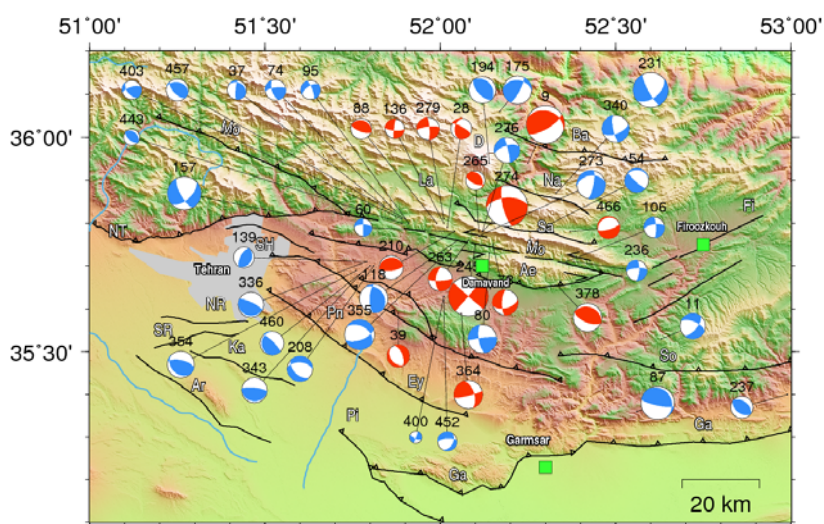 51°00' 51°30' 52°00' 52°30' 53°00'
231
403 457 37 74 95 194 175
9
340
88 136 279 28
36°00'
443 Mo D 276 Ba
157 265 La 274 Na 273 54
60 466 106 Fi
Sa Firoozkouh
NT 139 SH Mo
210 263 Ae 236
Tehran 118 Damavand
336 NR 378
Pn 355 80 11
SR 460 39
Ka
35°30' 354 343 208 So
Ar Ey 364 87 237
Pi 400 452 Ga
Garmsar
Ga
20 km